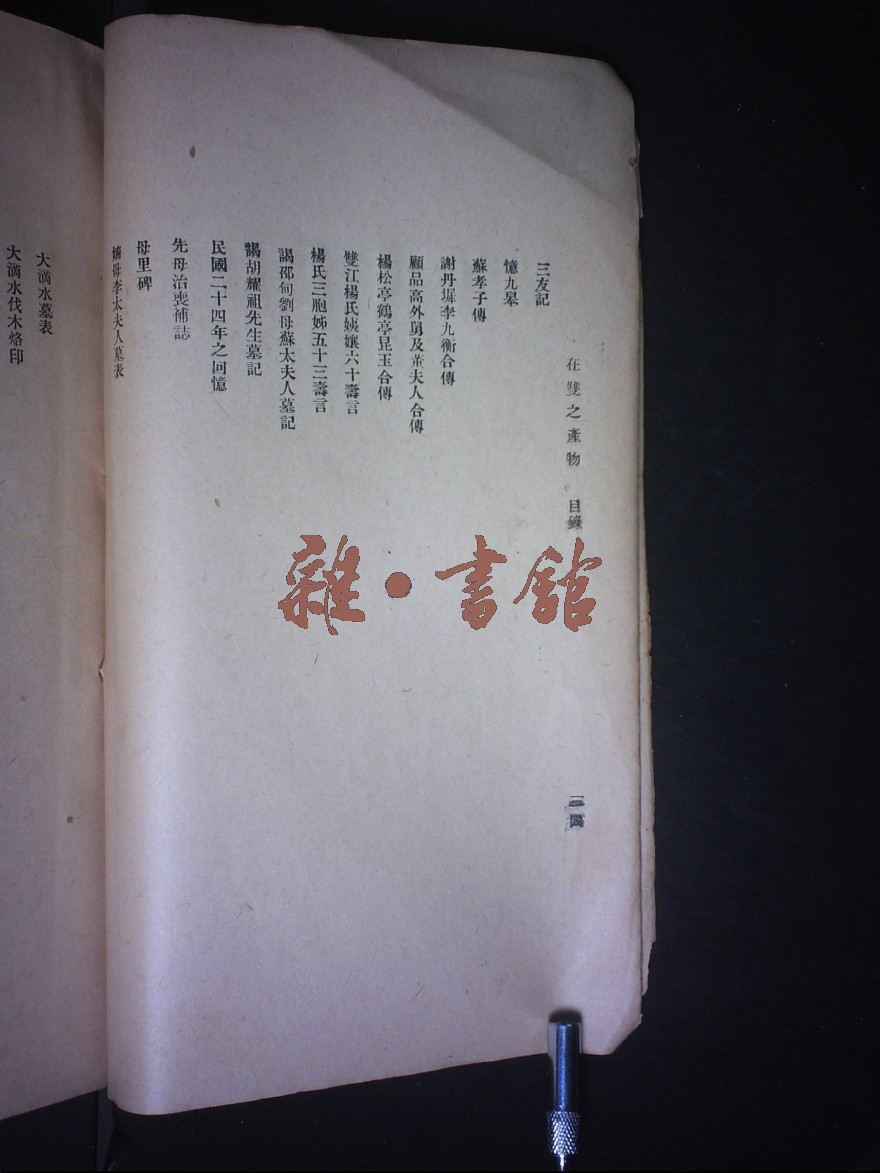 在雙之產物 目錄
三友記
憶九皋
蘇孝子傳
謝丹墀李九衡合傳
顧品高外舅及董夫人合傳
楊松亭鶴亭昆玉合傳
雙江楊氏姨孃六十壽言
楊氏三胞姊五十三壽言
謁邵甸劉母蘇太夫人墓記
謁胡耀祖先生墓記
民國二十四年之回憶
先母治喪補誌
母里碑
嫡母李太夫人墓表
大滴水墓表
大滴水伐木烙印
雜·書館